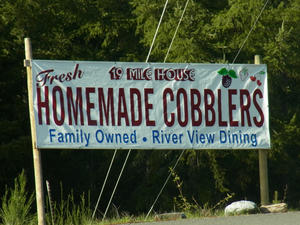 Fresh 19 MILE HOUSE
HOMEMADE COBBLERS
Family Owned • River View Dining